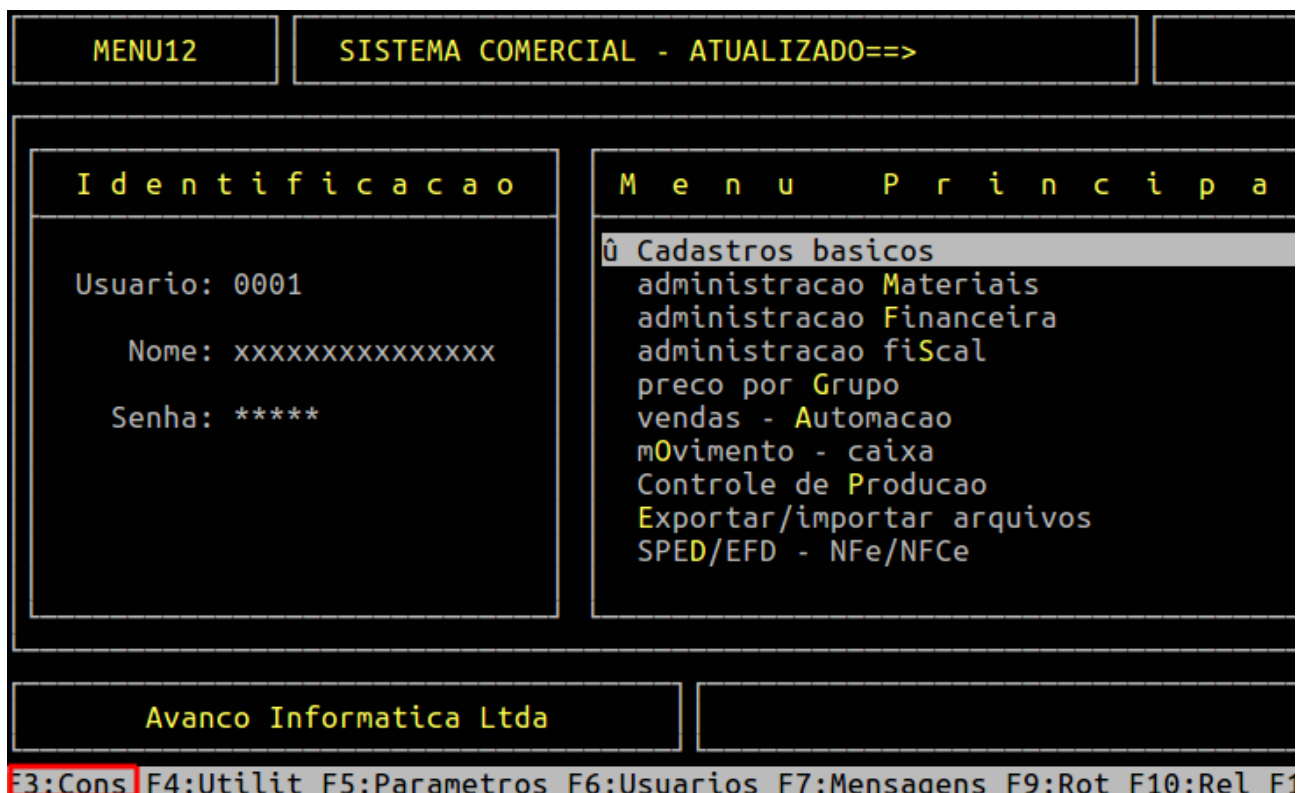 MENU12 SISTEMA COMERCIAL - ATUALIZADO==>
I d e n t i f i c a c a o
Usuario: 0001
Nome: xxxxxxxxxxxxxxx
Senha: *****
M e n u P r i n c i p a
û Cadastros basicos
administracao Materiais
administracao Financeira
administracao fiScal
preco por Grupo
vendas - Automacao
mOvimento - caixa
Controle de Producao
Exportar/importar arquivos
SPED/EFD - NFe/NFCe
Avanco Informatica Ltda
F3:Cons F4:Utilit F5:Parametros F6:Usuarios F7:Mensagens F9:Rot F10:Rel F1